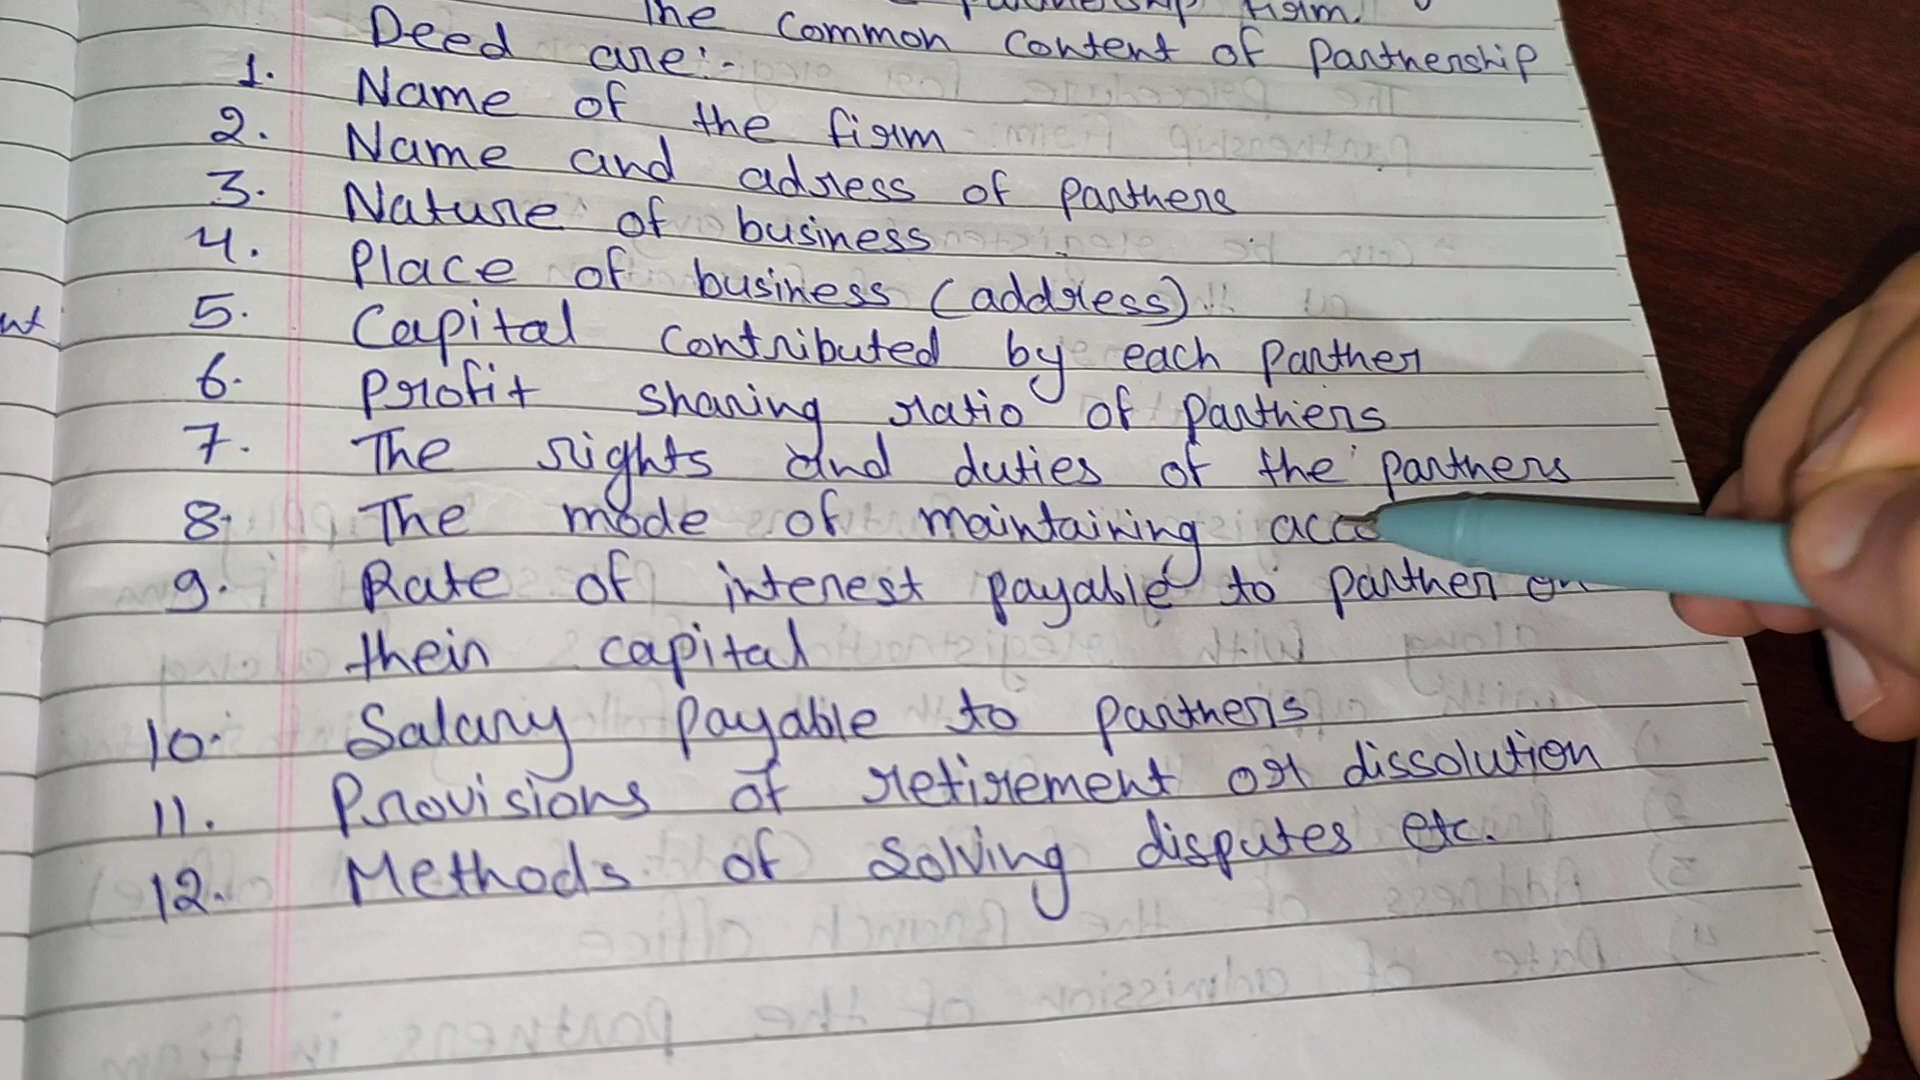 partnership firm.
The common content of partnership
Deed are:-
1. Name of the firm
2. Name and adress of partners
3. Nature of business
4. Place of business (address)
5. Capital contributed by each partner
6. Profit sharing ratio of partners
7. The rights and duties of the partners
8. The mode of maintaining acco
9. Rate of interest payable to partner on
their capital
10. Salary payable to partners
11. Provisions of retirement or dissolution
12. Methods of solving disputes etc.